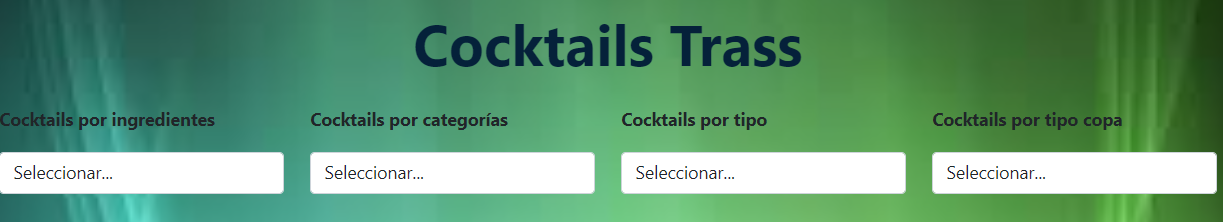 Cocktails Trass
Cocktails por ingredientes
Cocktails por categorías
Cocktails por tipo
Cocktails por tipo copa
Seleccionar...
Seleccionar...
Seleccionar...
Seleccionar...